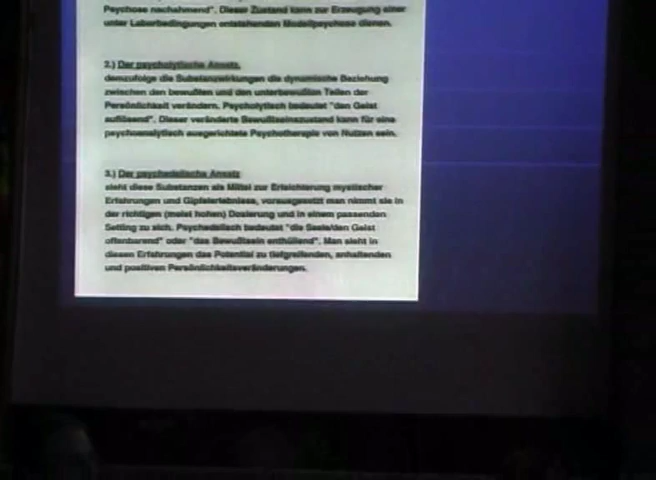 Psychose nachahmend". Dieser Zustand kann zur Erzeugung einer
unter Laborbedingungen entstehenden Modellpsychose dienen.
2.) Der psycholytische Ansatz,
demzufolge die Substanzwirkungen die dynamische Beziehung
zwischen den bewußten und den unterbewußten Teilen der
Persönlichkeit verändern. Psycholytisch bedeutet "den Geist
auflösend". Dieser veränderte Bewußtseinszustand kann für eine
psychoanalytisch ausgerichtete Psychotherapie von Nutzen sein.
3.) Der psychedelische Ansatz
sieht diese Substanzen als Mittel zur Erleichterung mystischer
Erfahrungen und Gipfelerlebnisse, vorausgesetzt man nimmt sie in
der richtigen (meist hohen) Dosierung und in einem passenden
Setting zu sich. Psychedelisch bedeutet "die Seele/den Geist
offenbarend" oder "das Bewußtsein enthüllend". Man sieht in
diesen Erfahrungen das Potential zu tiefgreifenden, anhaltenden
und positiven Persönlichkeitsveränderungen.